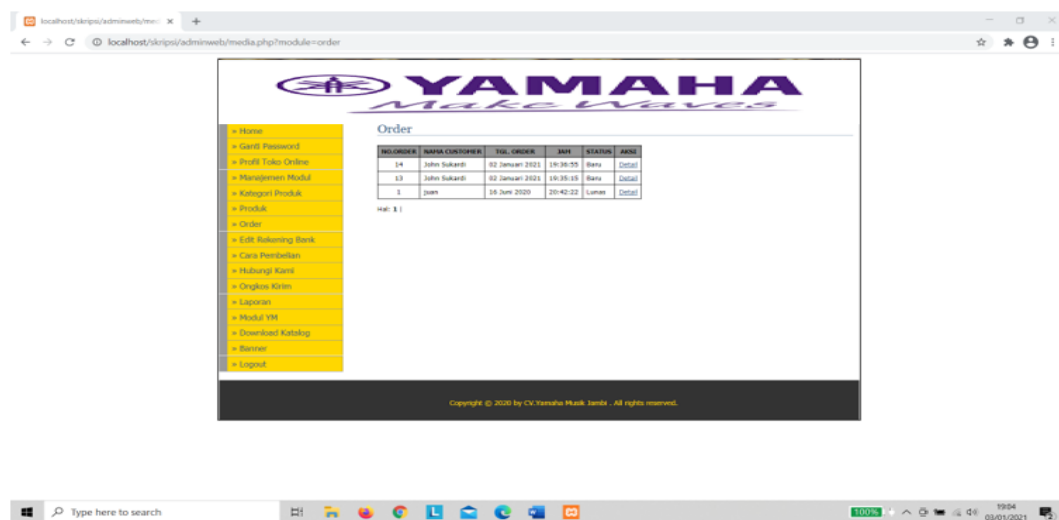 localhost/skripsi/adminweb/med
localhost/skripsi/adminweb/media.php?module=order
YAMAHA
Make Waves
» Home
» Ganti Password
» Profil Toko Online
» Manajemen Modul
» Kategori Produk
» Produk
» Order
» Edit Rekening Bank
» Cara Pembelian
» Hubungi Kami
» Ongkos Kirim
» Laporan
» Modul YM
» Download Katalog
» Banner
» Logout
Order
NO.ORDER NAMA CUSTOMER TGL. ORDER JAM STATUS AKSI
14 John Sukardi 02 Januari 2021 19:36:55 Baru Detail
13 John Sukardi 02 Januari 2021 19:35:15 Baru Detail
1 juan 16 Juni 2020 20:42:22 Lunas Detail
Hal: 1 |
Copyright © 2020 by CV.Yamaha Musik Jambi . All rights reserved.
Type here to search
100%
19:04
03/01/2021